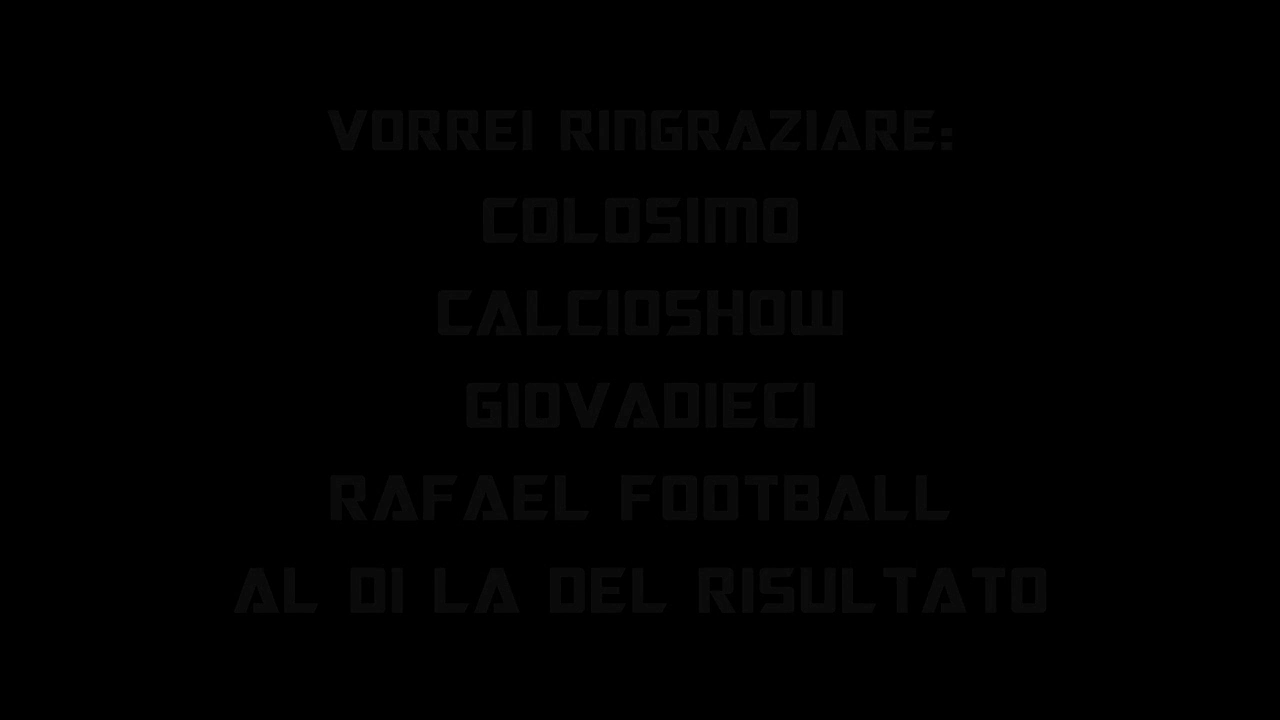 VORREI RINGRAZIARE:
COLOSIMO
CALCIOSHOW
GIOVADIECI
RAFAEL FOOTBALL
AL DI LA DEL RISULTATO